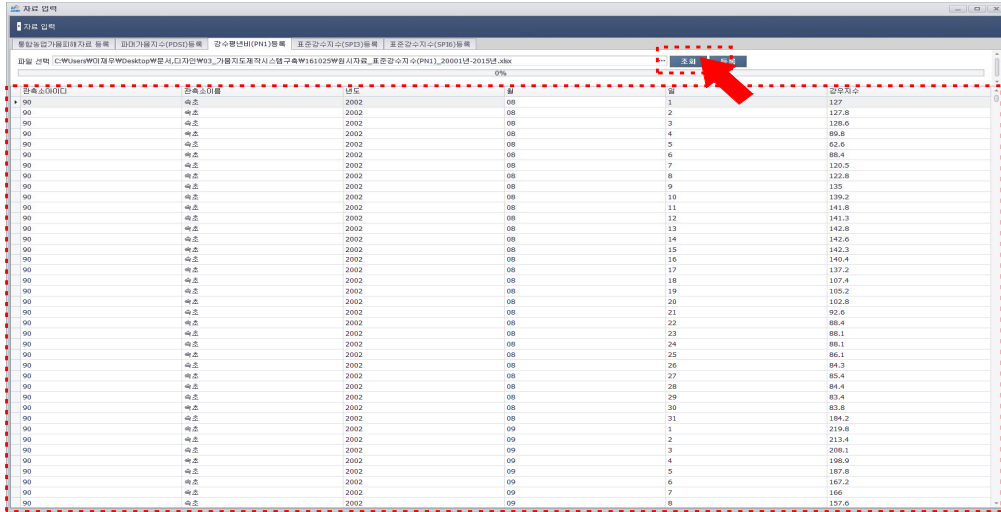 자료 입력
자료 입력
통합농업가뭄피해자료 등록 파머가뭄지수(PDSI)등록 강수평년비(PN1)등록 표준강수지수(SPI3)등록 표준강수지수(SPI6)등록
파일 선택 C:₩Users₩이재우₩Desktop₩문서,디자인₩03_가뭄지도제작시스템구축₩161025₩원시자료_표준강수지수(PN1)_20001년-2015년.xlsx ··· 조회 등록
0%
관측소아이디 관측소이름 년도 월 일 강우지수
90 속초 2002 08 1 127
90 속초 2002 08 2 127.8
90 속초 2002 08 3 128.6
90 속초 2002 08 4 89.8
90 속초 2002 08 5 62.6
90 속초 2002 08 6 88.4
90 속초 2002 08 7 120.5
90 속초 2002 08 8 122.8
90 속초 2002 08 9 135
90 속초 2002 08 10 139.2
90 속초 2002 08 11 141.8
90 속초 2002 08 12 141.3
90 속초 2002 08 13 142.8
90 속초 2002 08 14 142.6
90 속초 2002 08 15 142.3
90 속초 2002 08 16 140.4
90 속초 2002 08 17 137.2
90 속초 2002 08 18 107.4
90 속초 2002 08 19 105.2
90 속초 2002 08 20 102.8
90 속초 2002 08 21 92.6
90 속초 2002 08 22 88.4
90 속초 2002 08 23 88.1
90 속초 2002 08 24 88.1
90 속초 2002 08 25 86.1
90 속초 2002 08 26 84.3
90 속초 2002 08 27 85.4
90 속초 2002 08 28 84.4
90 속초 2002 08 29 83.4
90 속초 2002 08 30 83.8
90 속초 2002 08 31 184.2
90 속초 2002 09 1 219.8
90 속초 2002 09 2 213.4
90 속초 2002 09 3 208.1
90 속초 2002 09 4 198.9
90 속초 2002 09 5 187.8
90 속초 2002 09 6 167.2
90 속초 2002 09 7 166
90 속초 2002 09 8 157.6